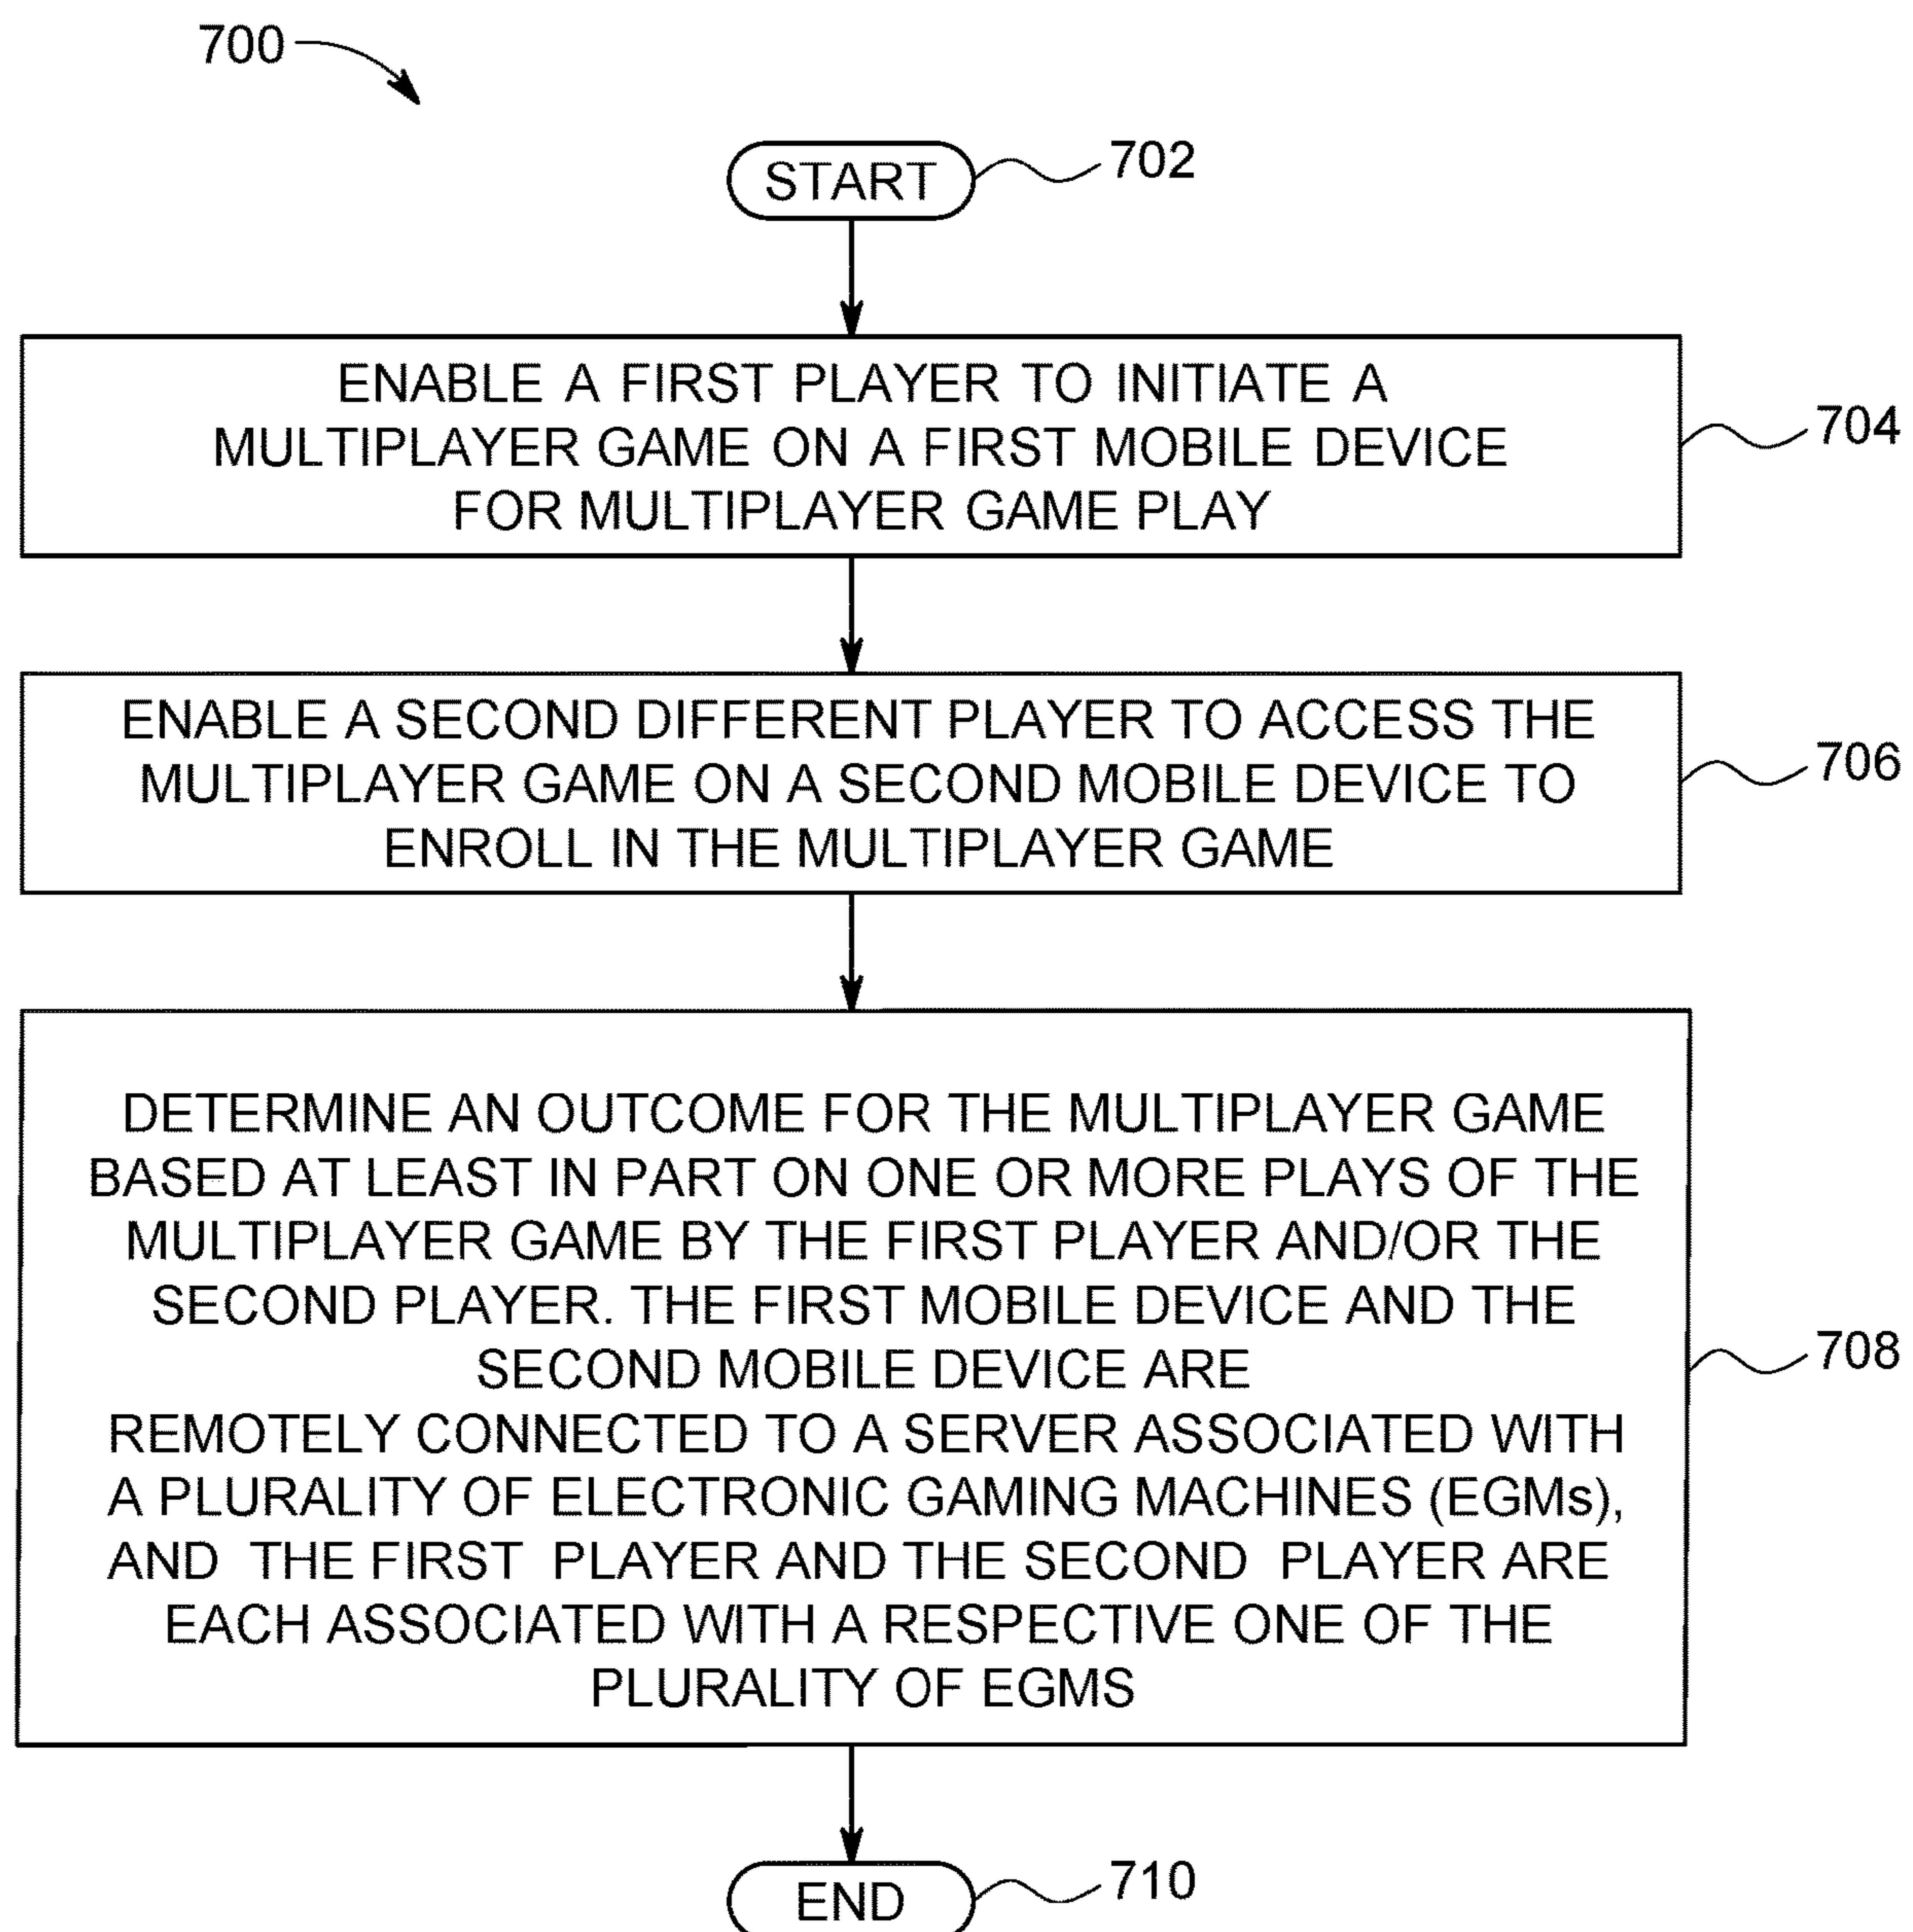 700
START
702
ENABLE A FIRST PLAYER TO INITIATE A
MULTIPLAYER GAME ON A FIRST MOBILE DEVICE
FOR MULTIPLAYER GAME PLAY
704
ENABLE A SECOND DIFFERENT PLAYER TO ACCESS THE
MULTIPLAYER GAME ON A SECOND MOBILE DEVICE TO
ENROLL IN THE MULTIPLAYER GAME
706
DETERMINE AN OUTCOME FOR THE MULTIPLAYER GAME
BASED AT LEAST IN PART ON ONE OR MORE PLAYS OF THE
MULTIPLAYER GAME BY THE FIRST PLAYER AND/OR THE
SECOND PLAYER. THE FIRST MOBILE DEVICE AND THE
SECOND MOBILE DEVICE ARE
REMOTELY CONNECTED TO A SERVER ASSOCIATED WITH
A PLURALITY OF ELECTRONIC GAMING MACHINES (EGMs),
AND THE FIRST PLAYER AND THE SECOND PLAYER ARE
EACH ASSOCIATED WITH A RESPECTIVE ONE OF THE
PLURALITY OF EGMS
708
END
710